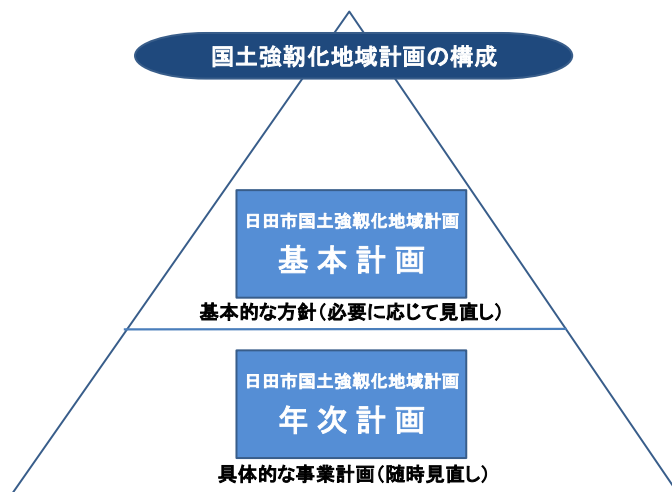 国土強靱化地域計画の構成
日田市国土強靱化地域計画
基本計画
基本的な方針（必要に応じて見直し）
日田市国土強靱化地域計画
年次計画
具体的な事業計画（随時見直し）